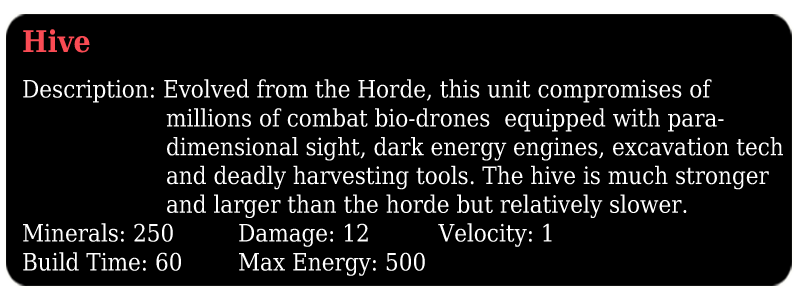 Hive
Description: Evolved from the Horde, this unit compromises of
millions of combat bio-drones  equipped with para-
dimensional sight, dark energy engines, excavation tech
and deadly harvesting tools. The hive is much stronger
and larger than the horde but relatively slower.
Minerals: 250 Damage: 12 Velocity: 1
Build Time: 60 Max Energy: 500